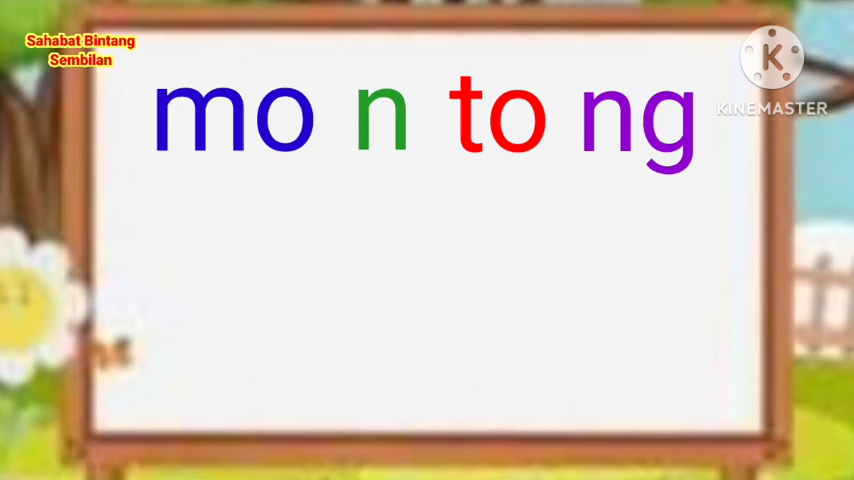 Sahabat Bintang
Sembilan
mo n to ng
K
KINEMASTER